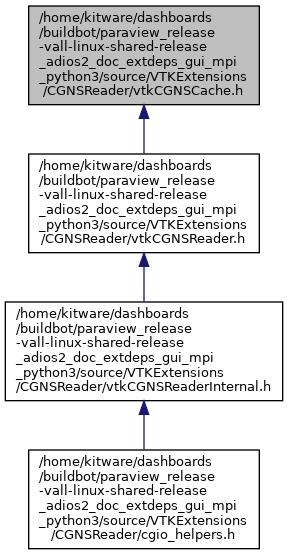 /home/kitware/dashboards
/buildbot/paraview_release
-vall-linux-shared-release
_adios2_doc_extdeps_gui_mpi
_python3/source/VTKExtensions
/CGNSReader/vtkCGNSCache.h
/home/kitware/dashboards
/buildbot/paraview_release
-vall-linux-shared-release
_adios2_doc_extdeps_gui_mpi
_python3/source/VTKExtensions
/CGNSReader/vtkCGNSReader.h
/home/kitware/dashboards
/buildbot/paraview_release
-vall-linux-shared-release
_adios2_doc_extdeps_gui_mpi
_python3/source/VTKExtensions
/CGNSReader/vtkCGNSReaderInternal.h
/home/kitware/dashboards
/buildbot/paraview_release
-vall-linux-shared-release
_adios2_doc_extdeps_gui_mpi
_python3/source/VTKExtensions
/CGNSReader/cgio_helpers.h